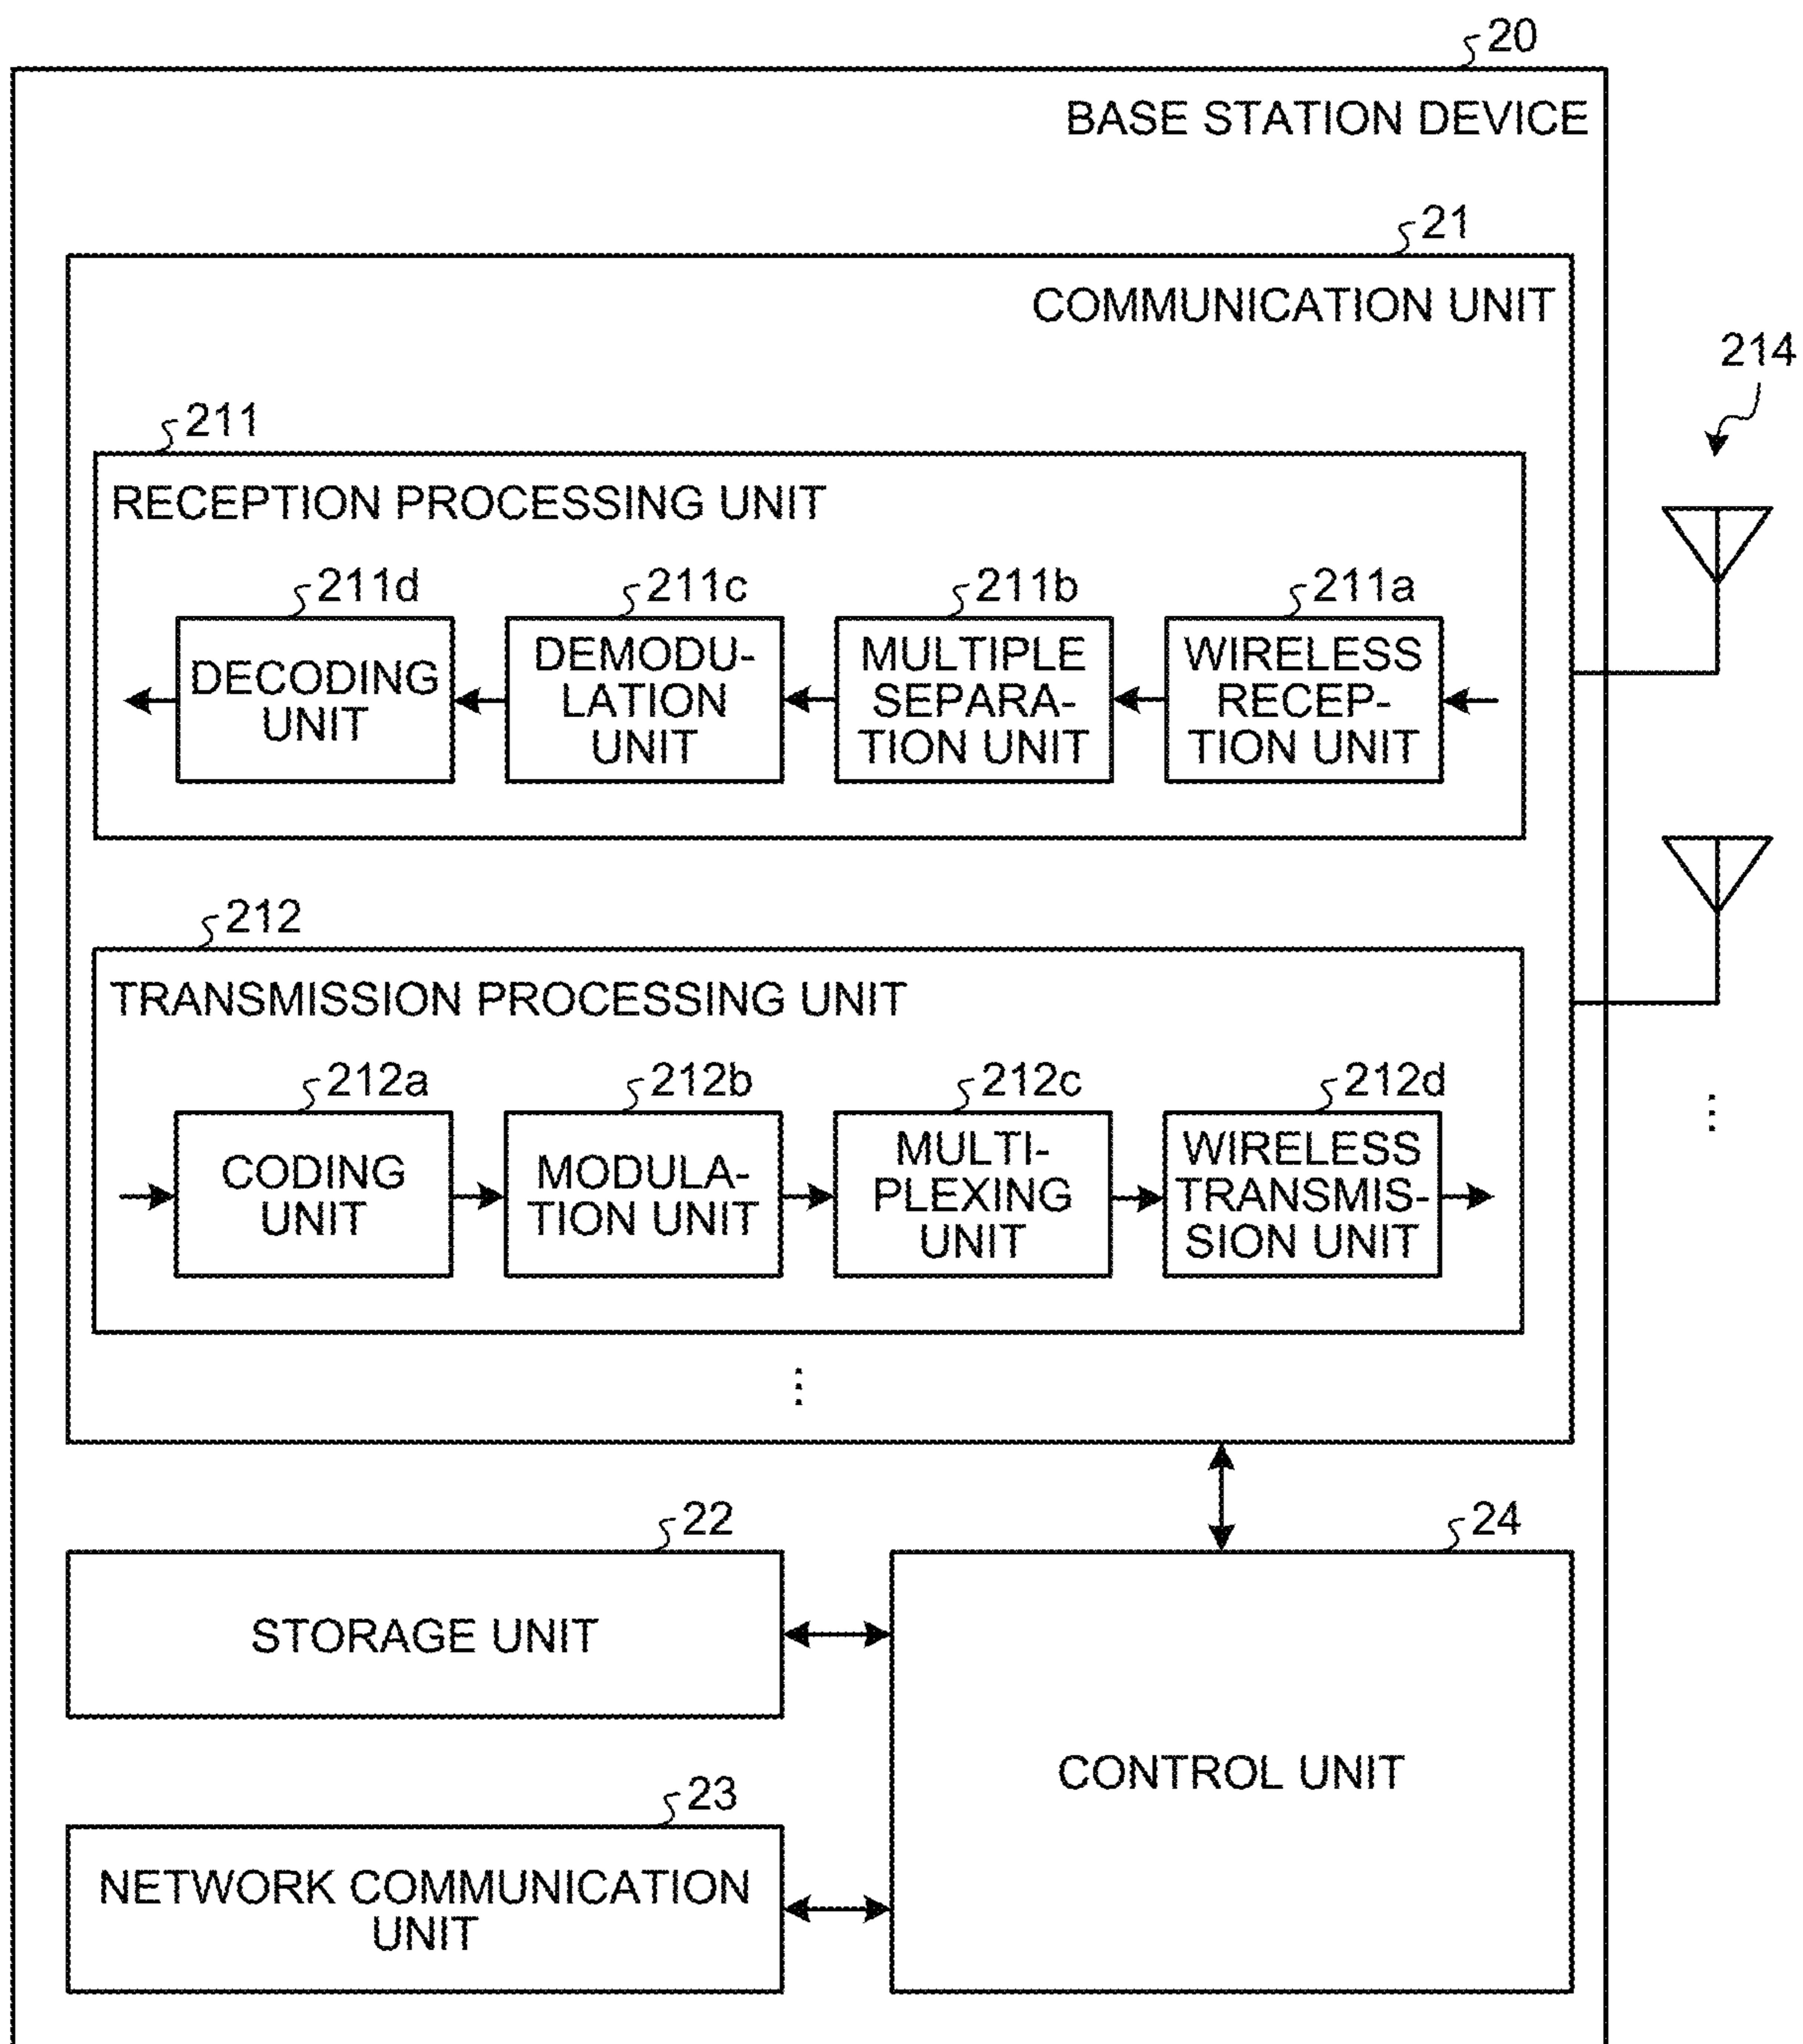 20
BASE STATION DEVICE
21
COMMUNICATION UNIT
214
211
RECEPTION PROCESSING UNIT
211d
211c
211b
211a
DECODING
UNIT
DEMODU-
LATION
UNIT
MULTIPLE
SEPARA-
TION UNIT
WIRELESS
RECEP-
TION UNIT
212
TRANSMISSION PROCESSING UNIT
212a
212b
212c
212d
CODING
UNIT
MODULA-
TION UNIT
MULTI-
PLEXING
UNIT
WIRELESS
TRANSMIS-
SION UNIT
22
STORAGE UNIT
24
CONTROL UNIT
23
NETWORK COMMUNICATION
UNIT